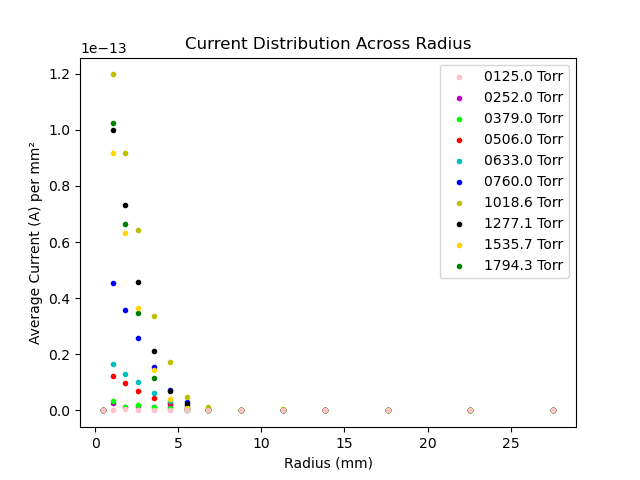 Current Distribution Across Radius
1e−13
1.2
1.0
0.8
0.6
0.4
0.2
0.0
Average Current (A) per mm²
0125.0 Torr
0252.0 Torr
0379.0 Torr
0506.0 Torr
0633.0 Torr
0760.0 Torr
1018.6 Torr
1277.1 Torr
1535.7 Torr
1794.3 Torr
0 5 10 15 20 25
Radius (mm)